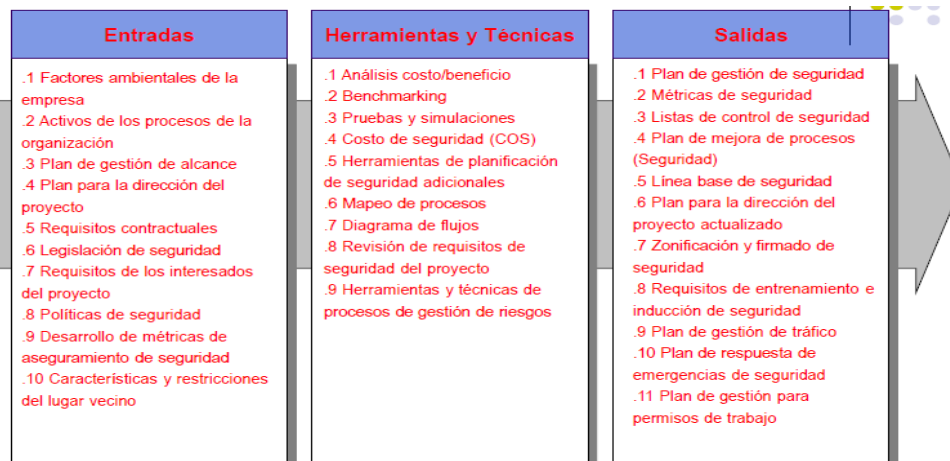 Entradas
.1 Factores ambientales de la
empresa
.2 Activos de los procesos de la
organización
.3 Plan de gestión de alcance
.4 Plan para la dirección del
proyecto
.5 Requisitos contractuales
.6 Legislación de seguridad
.7 Requisitos de los interesados
del proyecto
.8 Políticas de seguridad
.9 Desarrollo de métricas de
aseguramiento de seguridad
.10 Características y restricciones
del lugar vecino
Herramientas y Técnicas
.1 Análisis costo/beneficio
.2 Benchmarking
.3 Pruebas y simulaciones
.4 Costo de seguridad (COS)
.5 Herramientas de planificación
de seguridad adicionales
.6 Mapeo de procesos
.7 Diagrama de flujos
.8 Revisión de requisitos de
seguridad del proyecto
.9 Herramientas y técnicas de
procesos de gestión de riesgos
Salidas
.1 Plan de gestión de seguridad
.2 Métricas de seguridad
.3 Listas de control de seguridad
.4 Plan de mejora de procesos
(Seguridad)
.5 Línea base de seguridad
.6 Plan para la dirección del
proyecto actualizado
.7 Zonificación y firmado de
seguridad
.8 Requisitos de entrenamiento e
inducción de seguridad
.9 Plan de gestión de tráfico
.10 Plan de respuesta de
emergencias de seguridad
.11 Plan de gestión para
permisos de trabajo